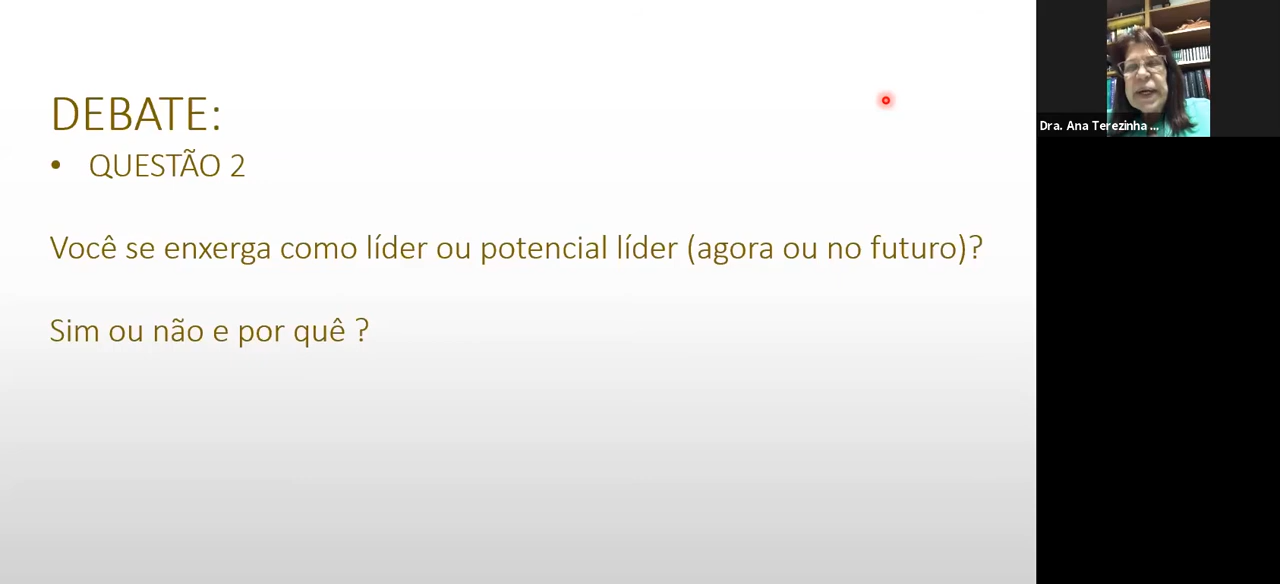 DEBATE:
• QUESTÃO 2
Você se enxerga como líder ou potencial líder (agora ou no futuro)?
Sim ou não e por quê ?
Dra. Ana Terezinha ...